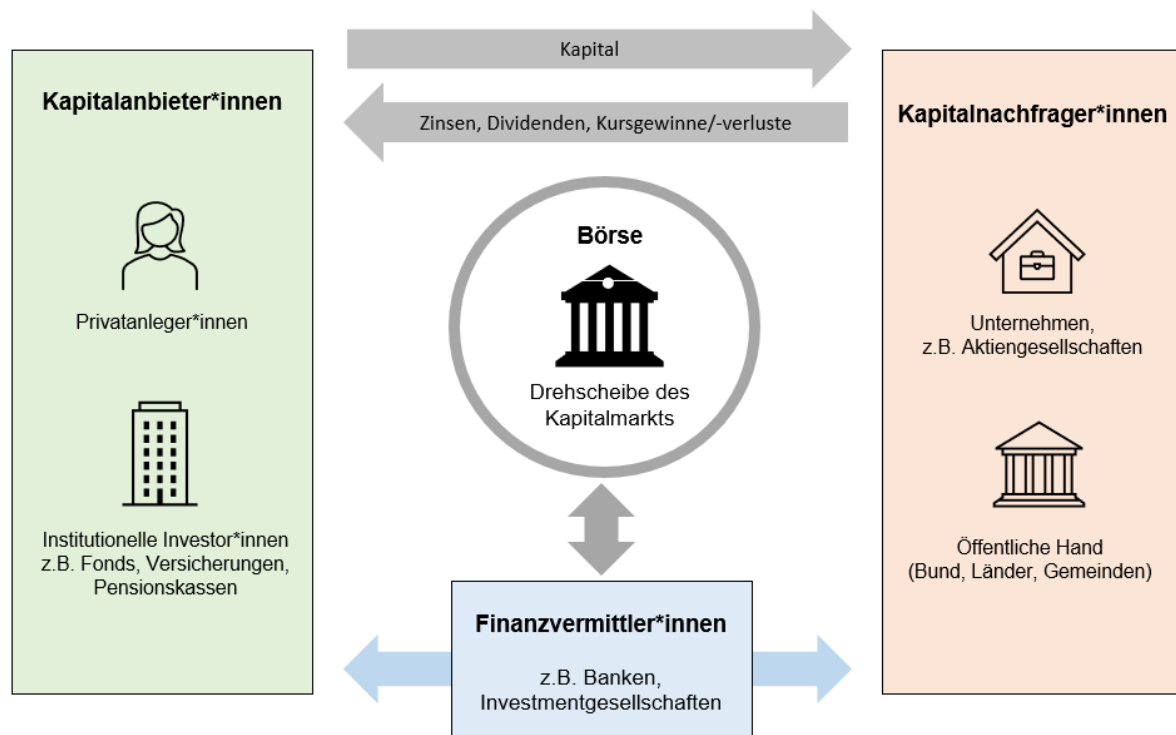 Kapital
Zinsen, Dividenden, Kursgewinne/-verluste
Kapitalanbieter*innen
Privatanleger*innen
Institutionelle Investor*innen
z.B. Fonds, Versicherungen,
Pensionskassen
Börse
Drehscheibe des
Kapitalmarkts
Finanzvermittler*innen
z.B. Banken,
Investmentgesellschaften
Kapitalnachfrager*innen
Unternehmen,
z.B. Aktiengesellschaften
Öffentliche Hand
(Bund, Länder, Gemeinden)